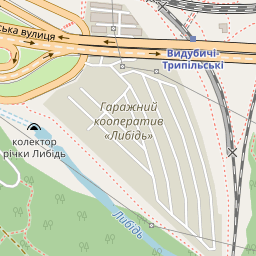 ська вулиця
Видубичі-
Трипільські
Гаражний
кооператив
«Либідь»
колектор
річки Либідь
Либідь